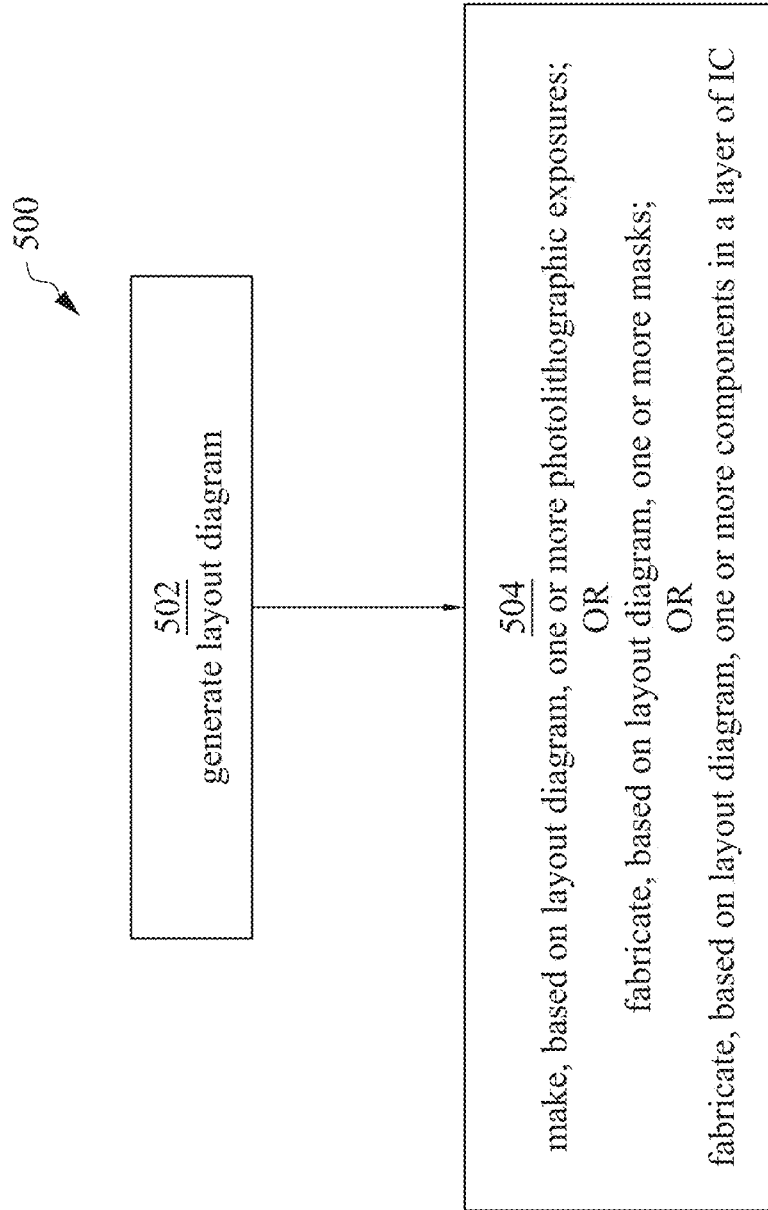 500
502
generate layout diagram
504
make, based on layout diagram, one or more photolithographic exposures;
OR
fabricate, based on layout diagram, one or more masks;
OR
fabricate, based on layout diagram, one or more components in a layer of IC